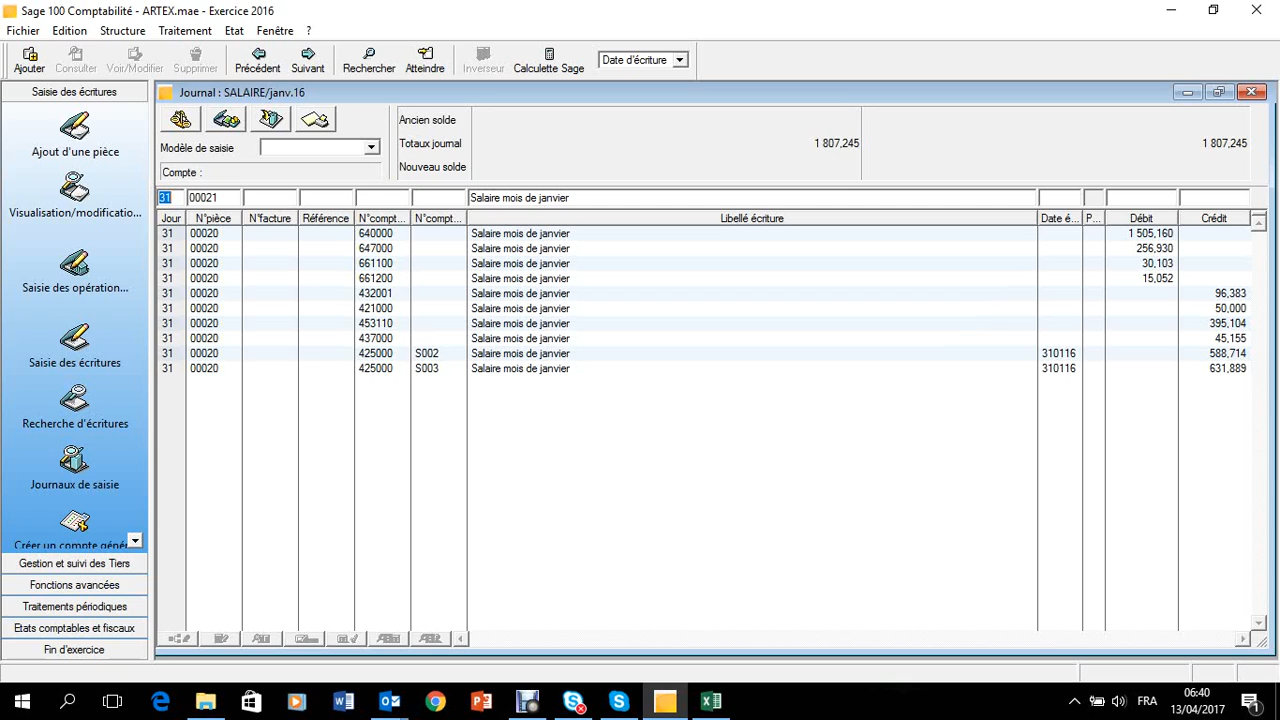 Sage 100 Comptabilité - ARTEX.mae - Exercice 2016
Fichier Edition Structure Traitement Etat Fenêtre ?
Ajouter Consulter Voir/Modifier Supprimer Précédent Suivant Rechercher Atteindre Inverseur Calculette Sage Date d'écriture
Saisie des écritures
Ajout d'une pièce
Visualisation/modificatio...
Saisie des opération...
Saisie des écritures
Recherche d'écritures
Journaux de saisie
Créer un compte génér
Gestion et suivi des Tiers
Fonctions avancées
Traitements périodiques
Etats comptables et fiscaux
Fin d'exercice
Journal : SALAIRE/janv.16
Ancien solde
Modèle de saisie Totaux journal 1 807,245 1 807,245
Compte : Nouveau solde
31 00021 Salaire mois de janvier
Jour N°pièce N°facture Référence N°compt... N°compt... Libellé écriture Date é... P... Débit Crédit
31 00020 640000 Salaire mois de janvier 1 505,160
31 00020 647000 Salaire mois de janvier 256,930
31 00020 661100 Salaire mois de janvier 30,103
31 00020 661200 Salaire mois de janvier 15,052
31 00020 432001 Salaire mois de janvier 96,383
31 00020 421000 Salaire mois de janvier 50,000
31 00020 453110 Salaire mois de janvier 395,104
31 00020 437000 Salaire mois de janvier 45,155
31 00020 425000 S002 Salaire mois de janvier 310116 588,714
31 00020 425000 S003 Salaire mois de janvier 310116 631,889
FRA
06:40
13/04/2017